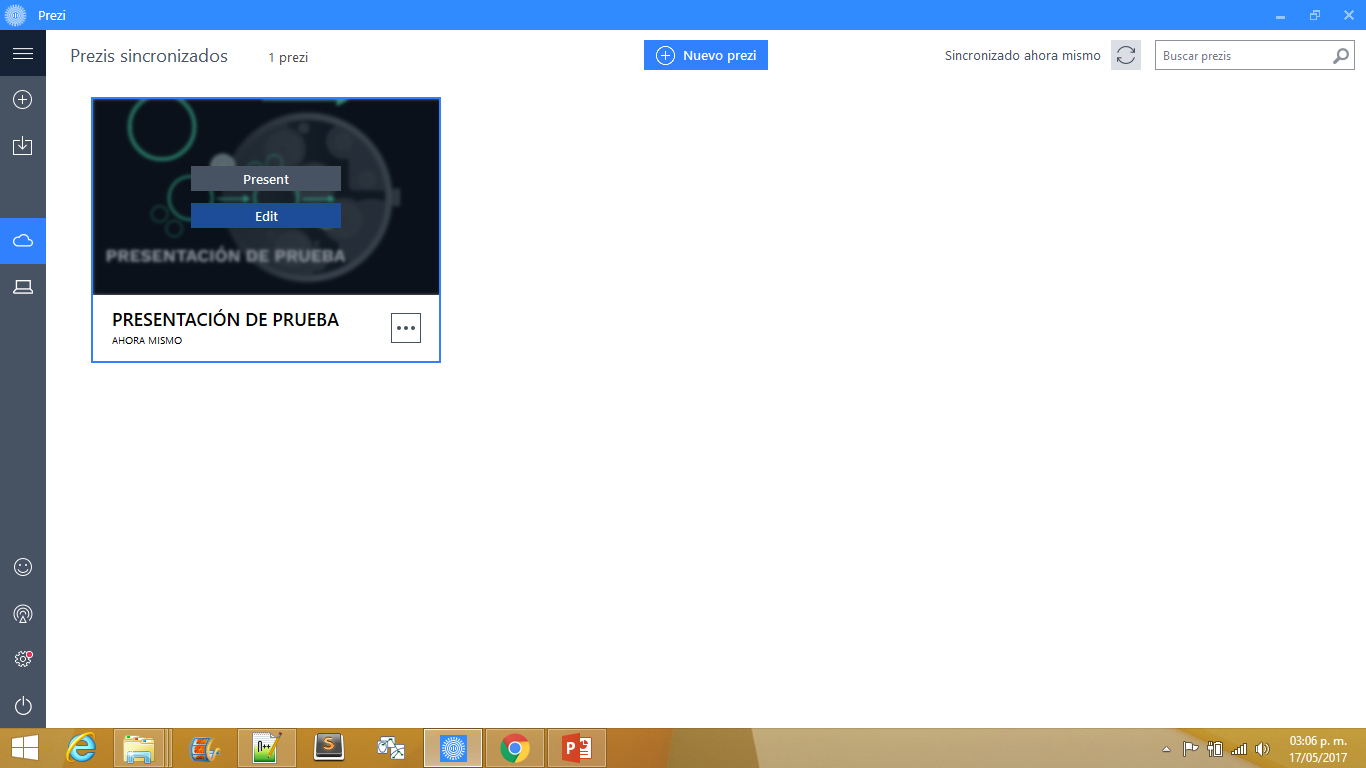 Prezi
Prezis sincronizados
1 prezi
Nuevo prezi
Sincronizado ahora mismo
Buscar prezis
Present
Edit
PRESENTACIÓN DE PRUEBA
PRESENTACIÓN DE PRUEBA
AHORA MISMO
03:06 p. m.
17/05/2017